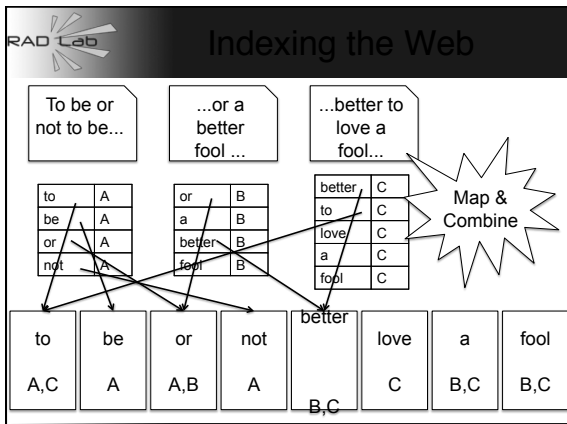 RAD Lab
Indexing the Web
To be or
not to be...
...or a
better
fool ...
...better to
love a
fool...
Map &
Combine
to A
be A
or A
not A
or B
a B
better B
fool B
better C
to C
love C
a C
fool C
to
A,C
be
A
or
A,B
not
A
better
B,C
love
C
a
B,C
fool
B,C